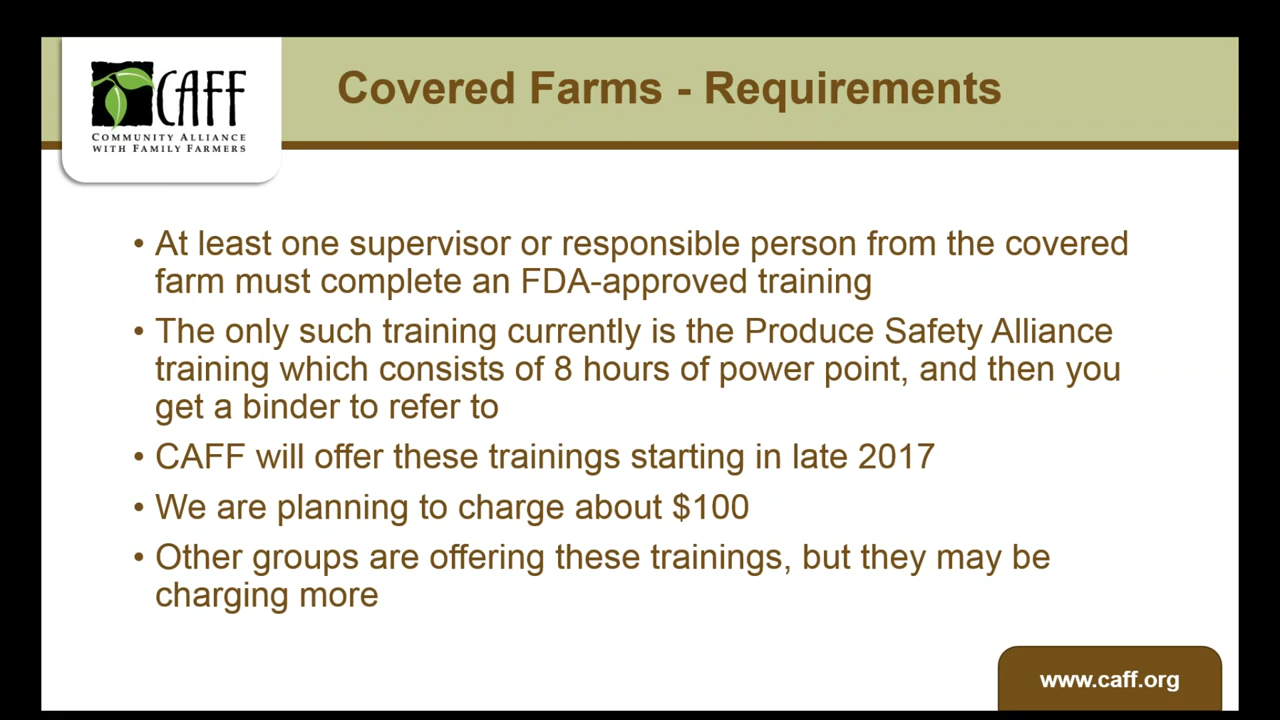 CAFF
COMMUNITY ALLIANCE
WITH FAMILY FARMERS
Covered Farms - Requirements
• At least one supervisor or responsible person from the covered
farm must complete an FDA-approved training
• The only such training currently is the Produce Safety Alliance
training which consists of 8 hours of power point, and then you
get a binder to refer to
• CAFF will offer these trainings starting in late 2017
• We are planning to charge about $100
• Other groups are offering these trainings, but they may be
charging more
www.caff.org